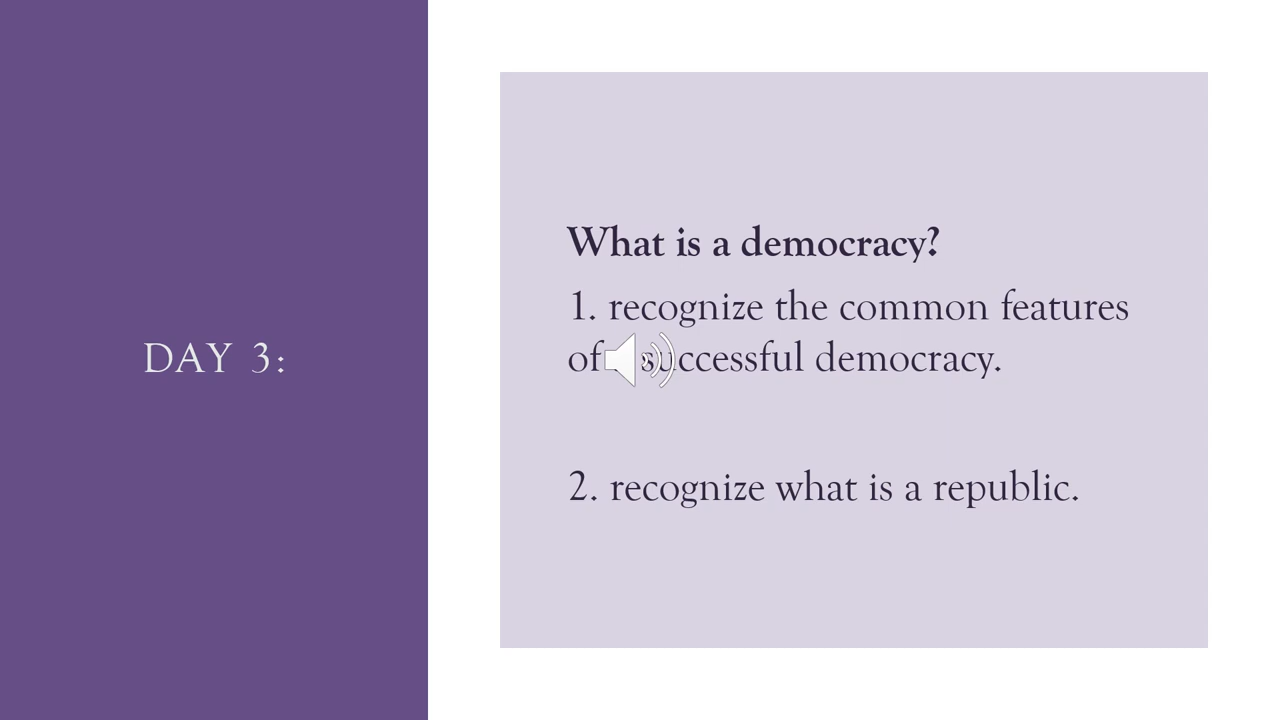 DAY 3:
What is a democracy?
1. recognize the common features
of successful democracy.
2. recognize what is a republic.